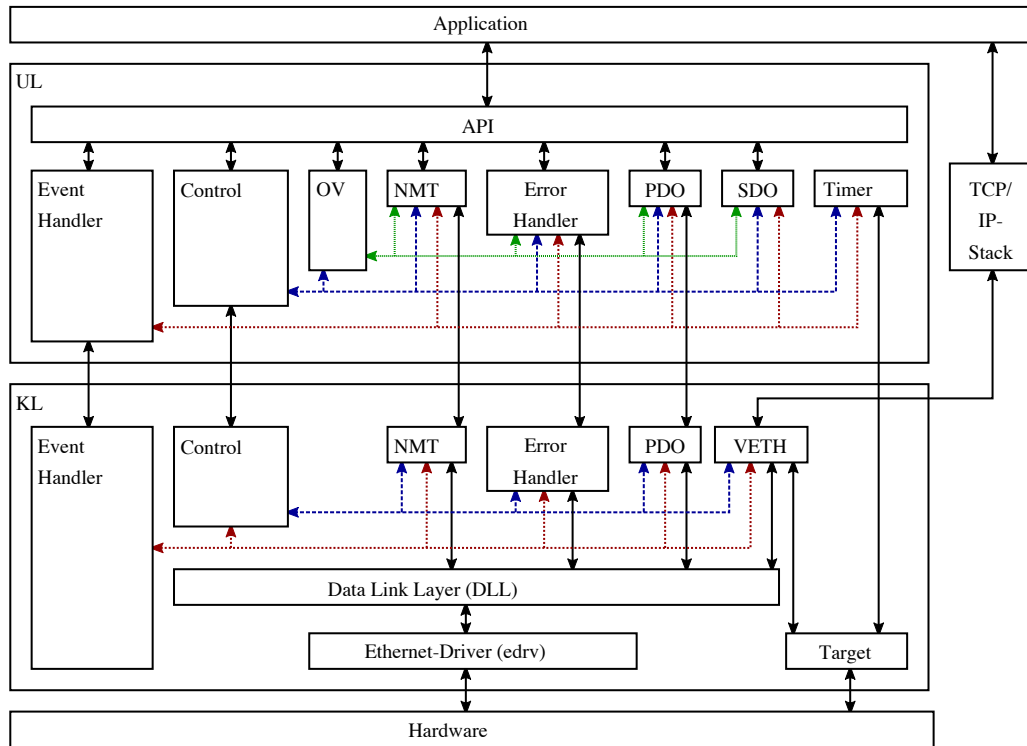 Application
UL
API
Event
Handler
Control
OV
NMT
Error
Handler
PDO
SDO
Timer
TCP/
IP-
Stack
KL
Event
Handler
Control
NMT
Error
Handler
PDO
VETH
Data Link Layer (DLL)
Ethernet-Driver (edrv)
Target
Hardware